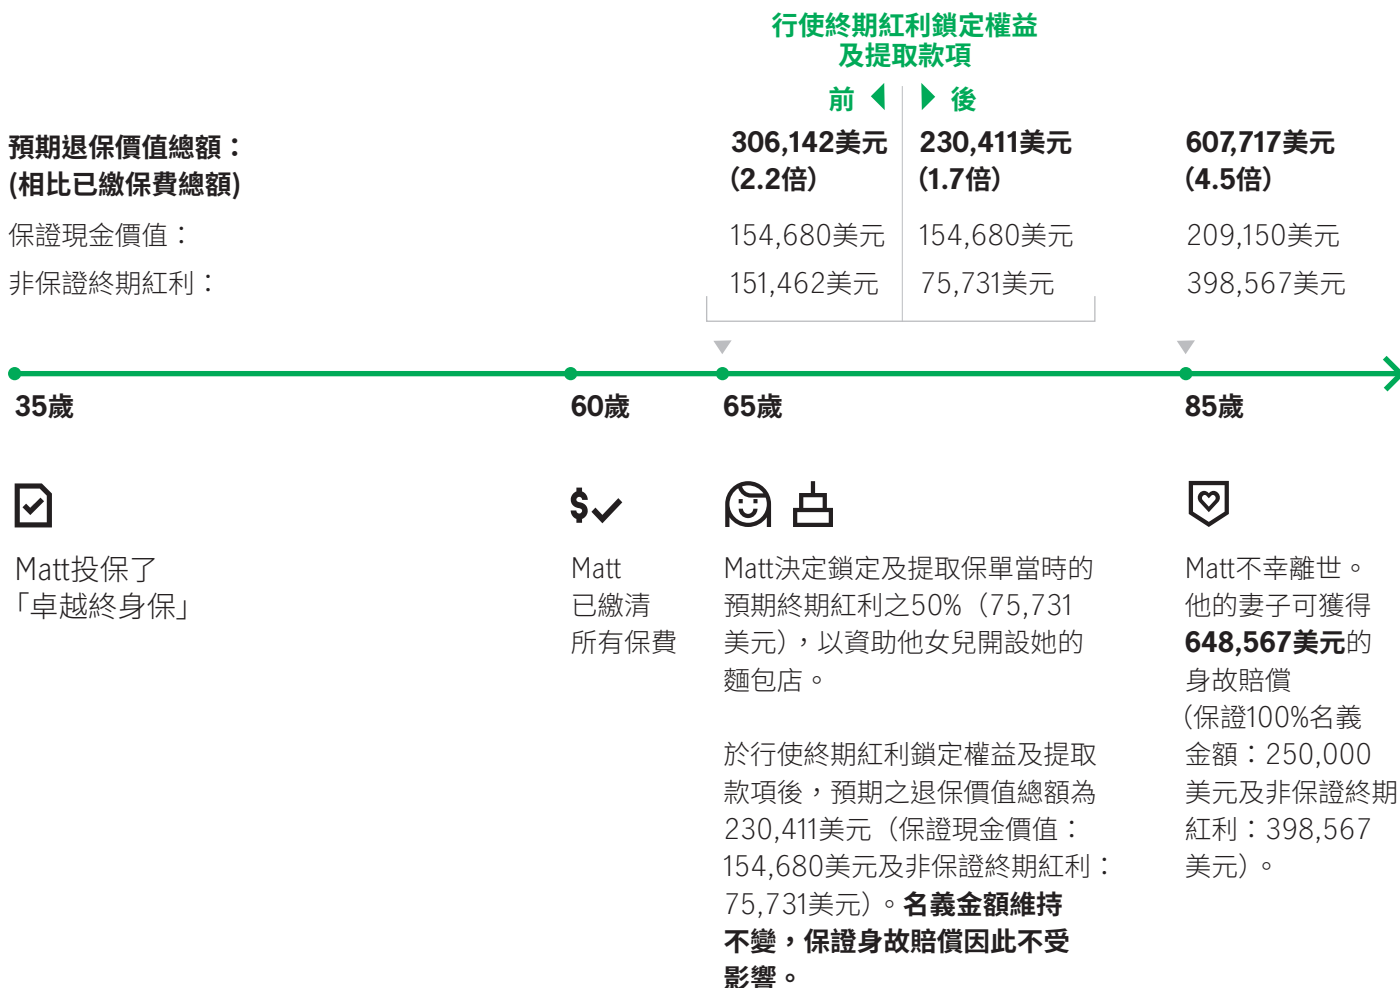 行使終期紅利鎖定權益
及提取款項
前 後
預期退保價值總額：
(相比已繳保費總額)
306,142美元
（2.2倍）
230,411美元
（1.7倍）
607,717美元
（4.5倍）
保證現金價值：
154,680美元
154,680美元
209,150美元
非保證終期紅利：
151,462美元
75,731美元
398,567美元
35歲
60歲
65歲
85歲
Matt投保了
「卓越終身保」
$
Matt
已繳清
所有保費
Matt決定鎖定及提取保單當時的
預期終期紅利之50%（75,731
美元），以資助他女兒開設她的
麵包店。
於行使終期紅利鎖定權益及提取
款項後，預期之退保價值總額為
230,411美元（保證現金價值：
154,680美元及非保證終期紅利：
75,731美元）。名義金額維持
不變，保證身故賠償因此不受
影響。
Matt不幸離世。
他的妻子可獲得
648,567美元的
身故賠償
（保證100%名義
金額：250,000
美元及非保證終期
紅利：398,567
美元）。